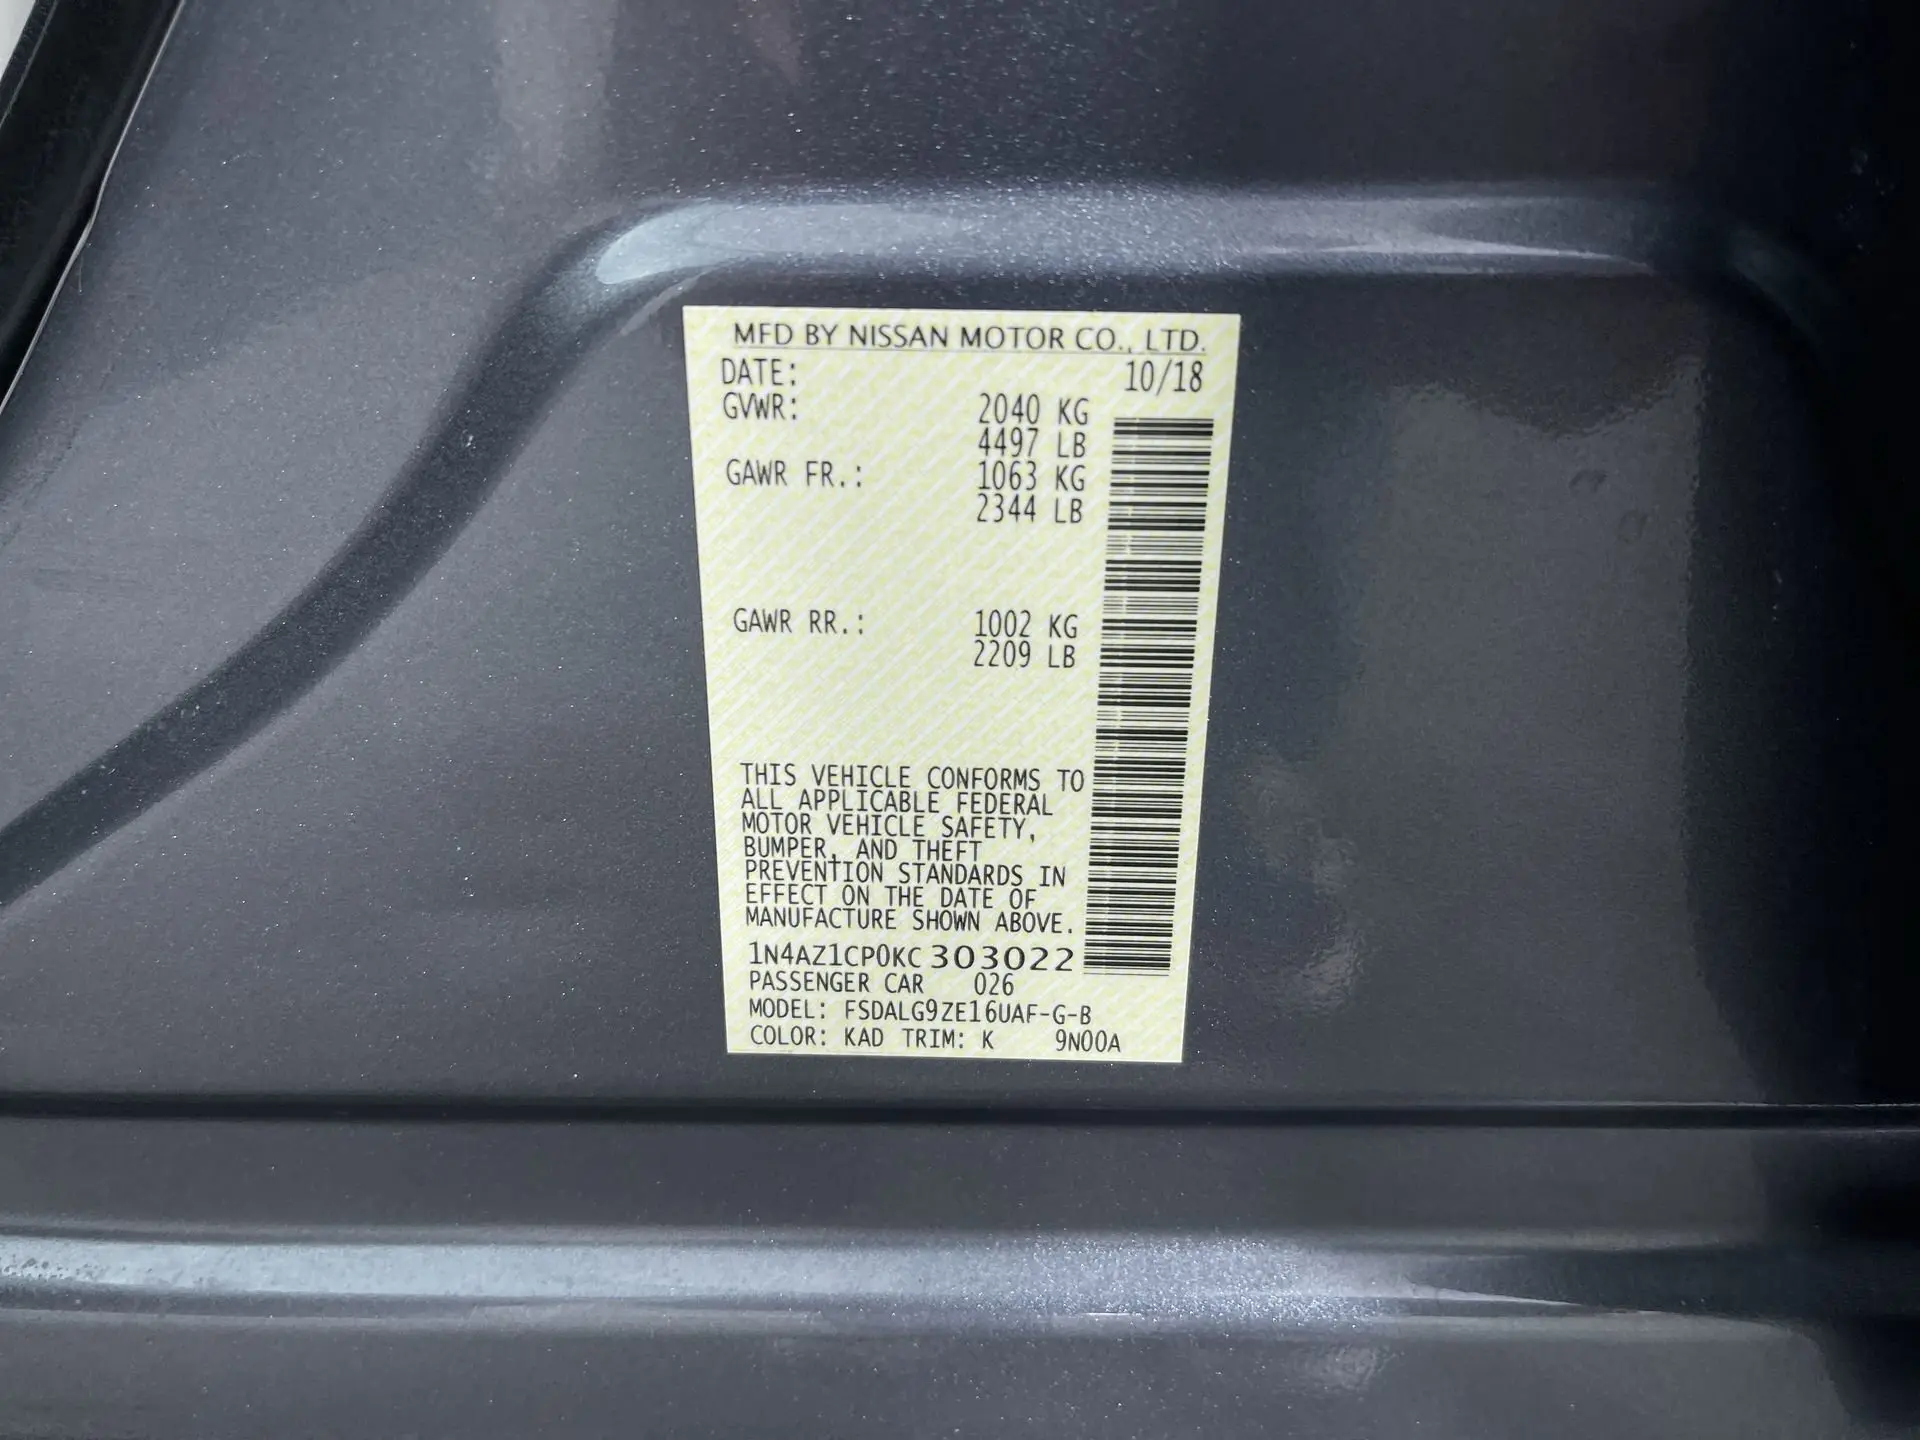 MFD BY NISSAN MOTOR CO., LTD.
DATE: 10/18
GVWR: 2040 KG
4497 LB
GAWR FR.: 1063 KG
2344 LB
GAWR RR.: 1002 KG
2209 LB
THIS VEHICLE CONFORMS TO
ALL APPLICABLE FEDERAL
MOTOR VEHICLE SAFETY,
BUMPER, AND THEFT
PREVENTION STANDARDS IN
EFFECT ON THE DATE OF
MANUFACTURE SHOWN ABOVE.
1N4AZ1CP0KC303022
PASSENGER CAR 026
MODEL: FSDALG9ZE16UAF-G-B
COLOR: KAD TRIM: K 9N00A